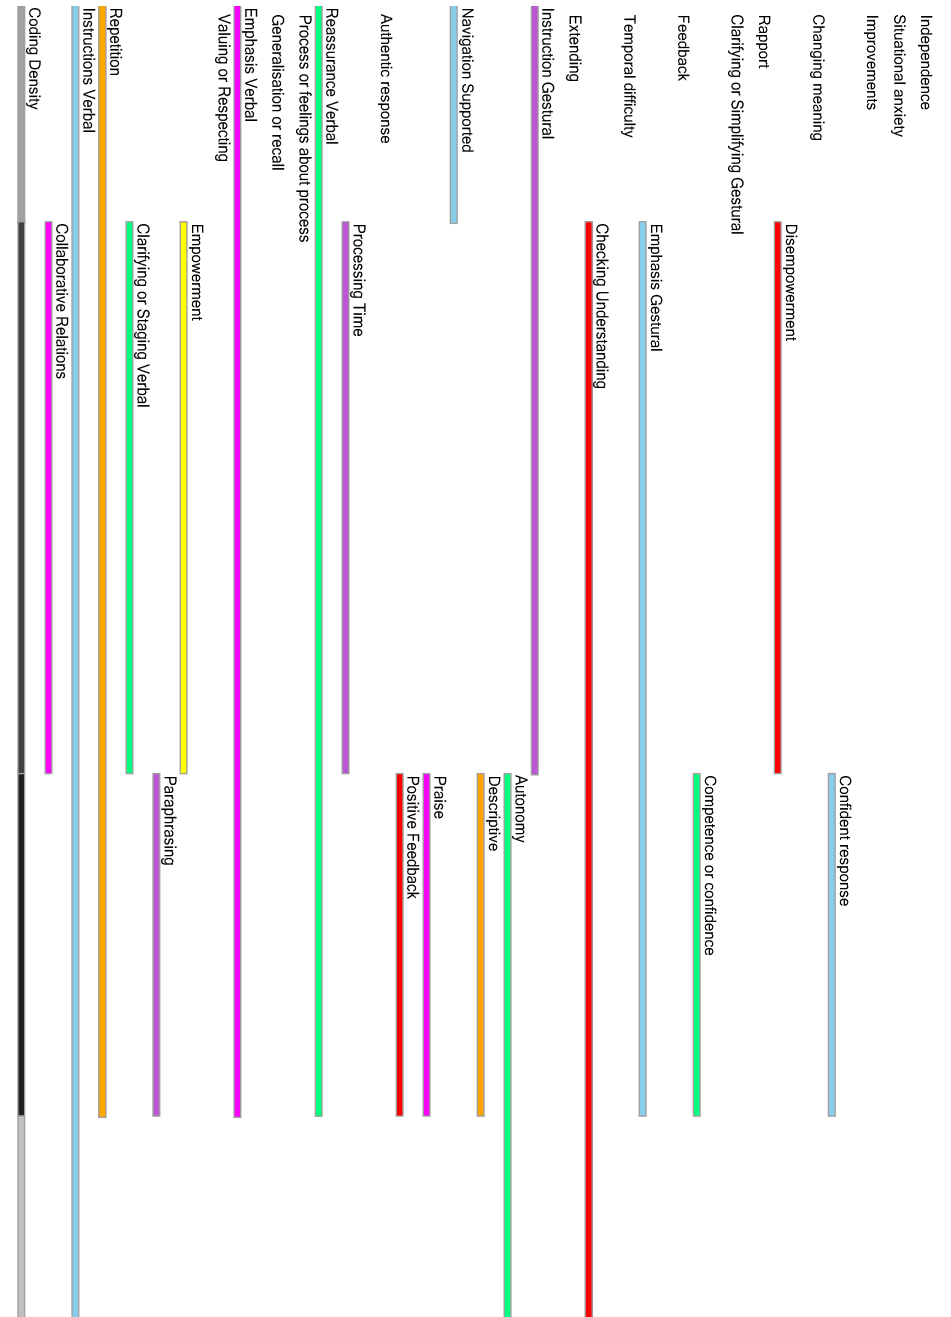 Independence
Situational anxiety
Improvements
Confident response
Changing meaning
Disempowerment
Rapport
Clarifying or Simplifying Gestural
Competence or confidence
Feedback
Emphasis Gestural
Temporal difficulty
Checking Understanding
Extending
Instruction Gestural
Autonomy
Descriptive
Navigation Supported
Praise
Positive Feedback
Authentic response
Processing Time
Reassurance Verbal
Process or feelings about process
Generalisation or recall
Emphasis Verbal
Valuing or Respecting
Empowerment
Paraphrasing
Clarifying or Staging Verbal
Repetition
Instructions Verbal
Collaborative Relations
Coding Density